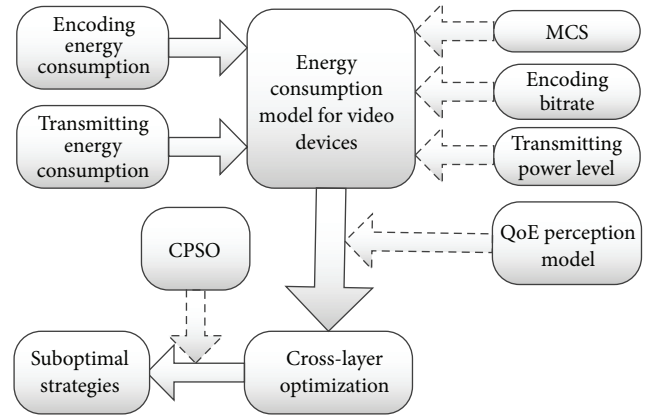 Encoding
energy
consumption
Transmitting
energy
consumption
Energy
consumption
model for video
devices
MCS
Encoding
bitrate
Transmitting
power level
QoE perception
model
CPSO
Suboptimal
strategies
Cross-layer
optimization